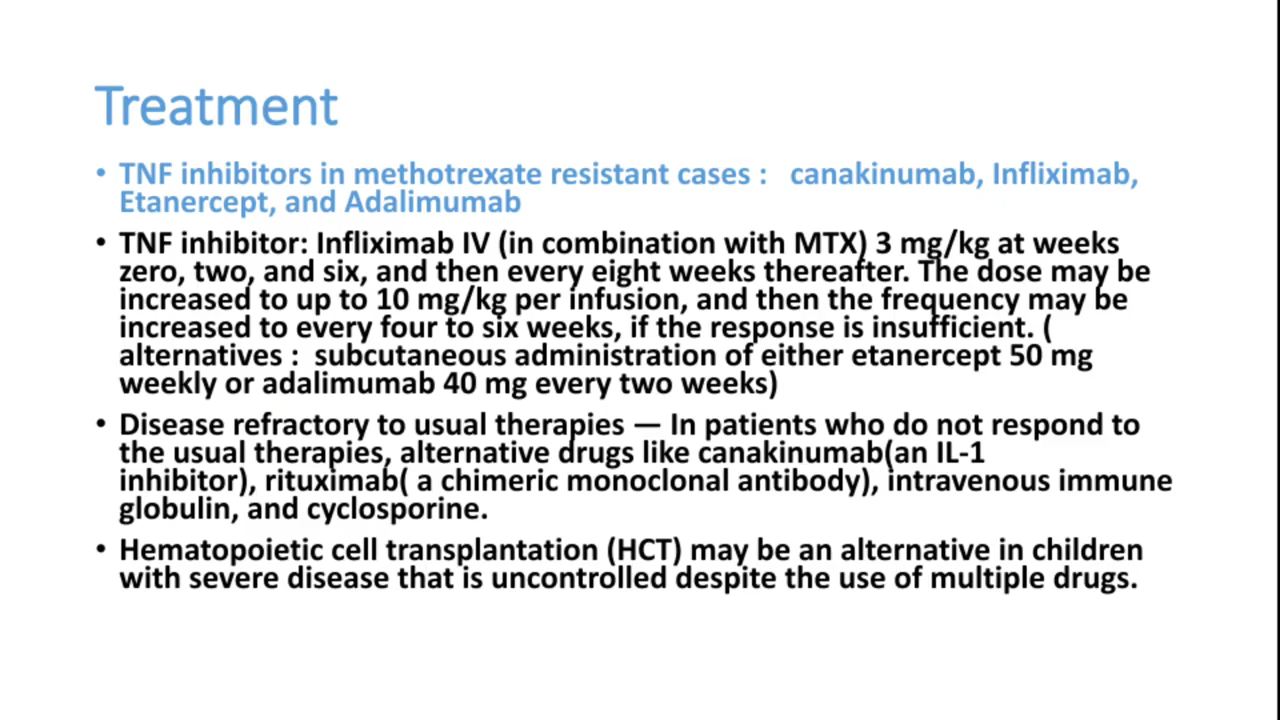 Treatment
• TNF inhibitors in methotrexate resistant cases :   canakinumab, Infliximab,
Etanercept, and Adalimumab
• TNF inhibitor: Infliximab IV (in combination with MTX) 3 mg/kg at weeks
zero, two, and six, and then every eight weeks thereafter. The dose may be
increased to up to 10 mg/kg per infusion, and then the frequency may be
increased to every four to six weeks, if the response is insufficient. (
alternatives :  subcutaneous administration of either etanercept 50 mg
weekly or adalimumab 40 mg every two weeks)
• Disease refractory to usual therapies — In patients who do not respond to
the usual therapies, alternative drugs like canakinumab(an IL-1
inhibitor), rituximab( a chimeric monoclonal antibody), intravenous immune
globulin, and cyclosporine.
• Hematopoietic cell transplantation (HCT) may be an alternative in children
with severe disease that is uncontrolled despite the use of multiple drugs.